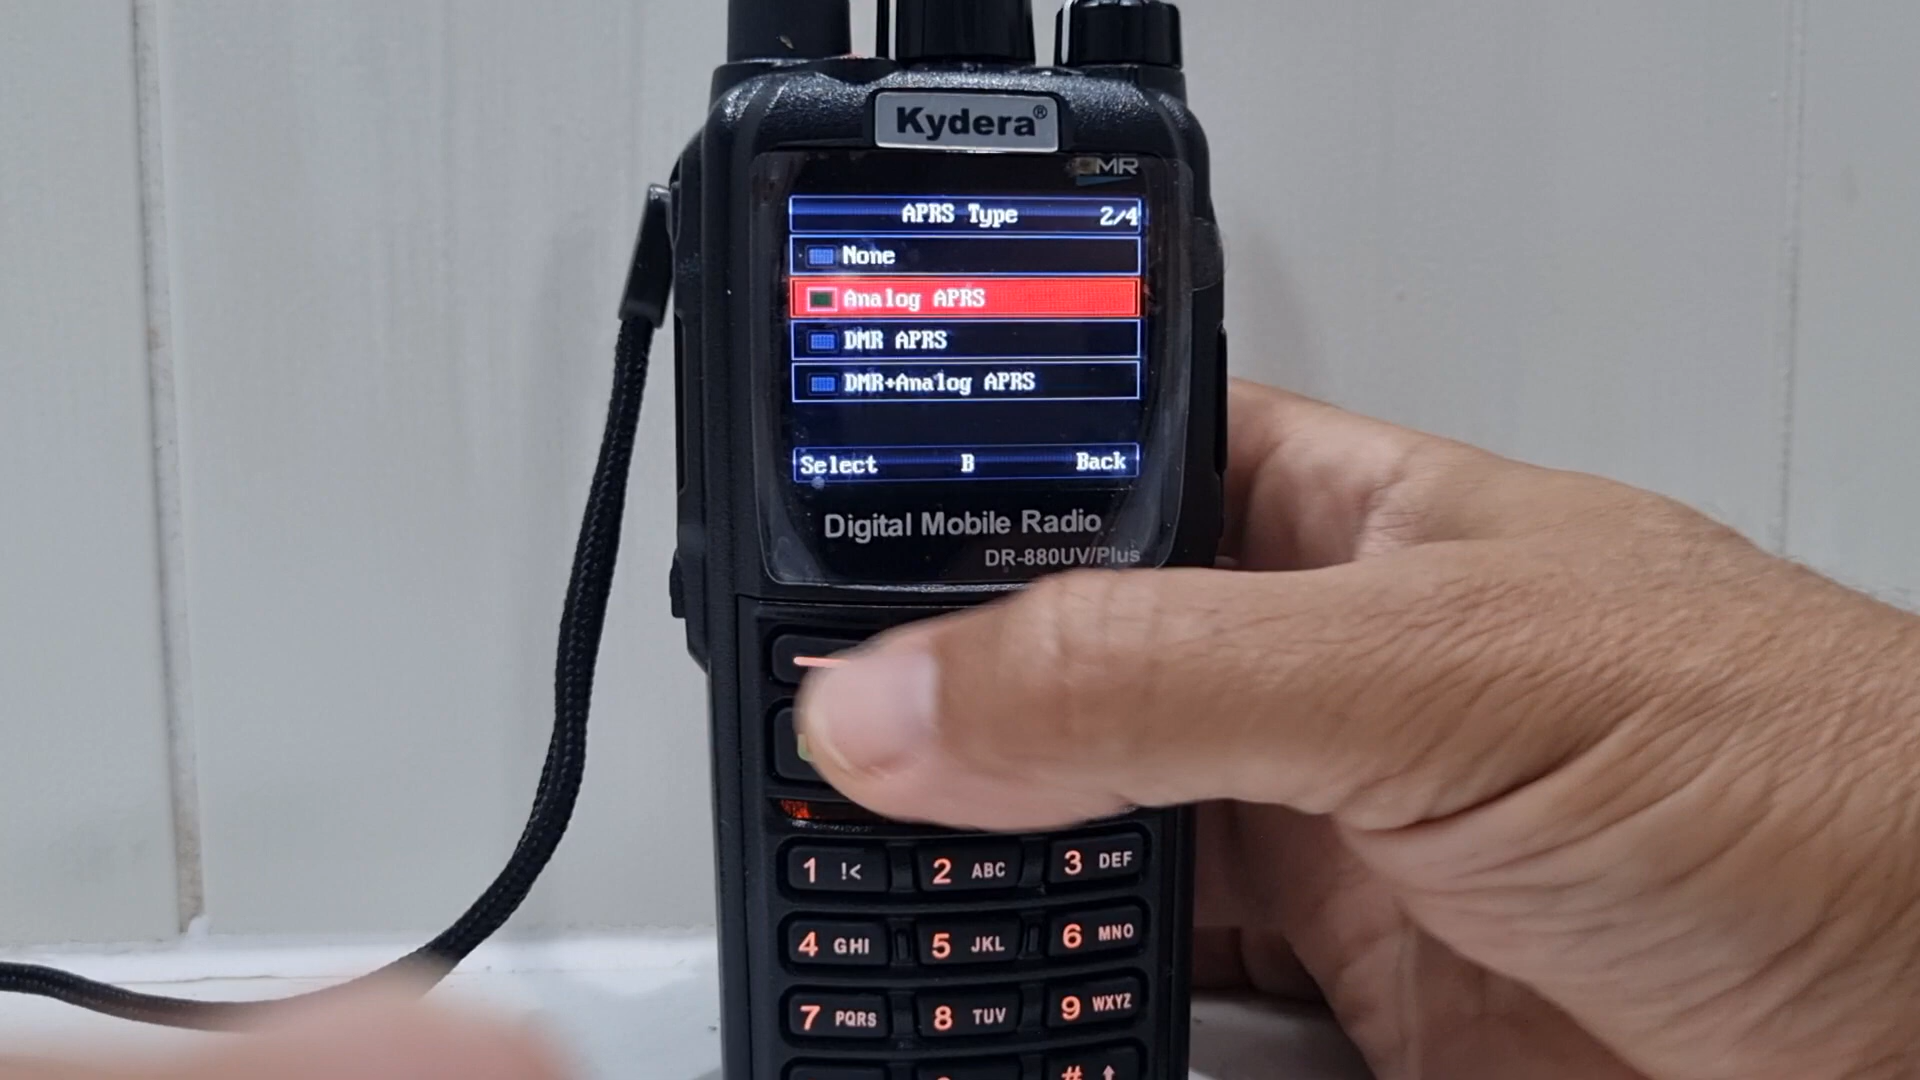 Kydera®
DMR
APRS Type 2/4
None
Analog APRS
DMR APRS
DMR+Analog APRS
Select B Back
Digital Mobile Radio
DR-880UV/Plus
1 !< 2 ABC 3 DEF
4 GHI 5 JKL 6 MNO
7 PQRS 8 TUV 9 WXYZ
#